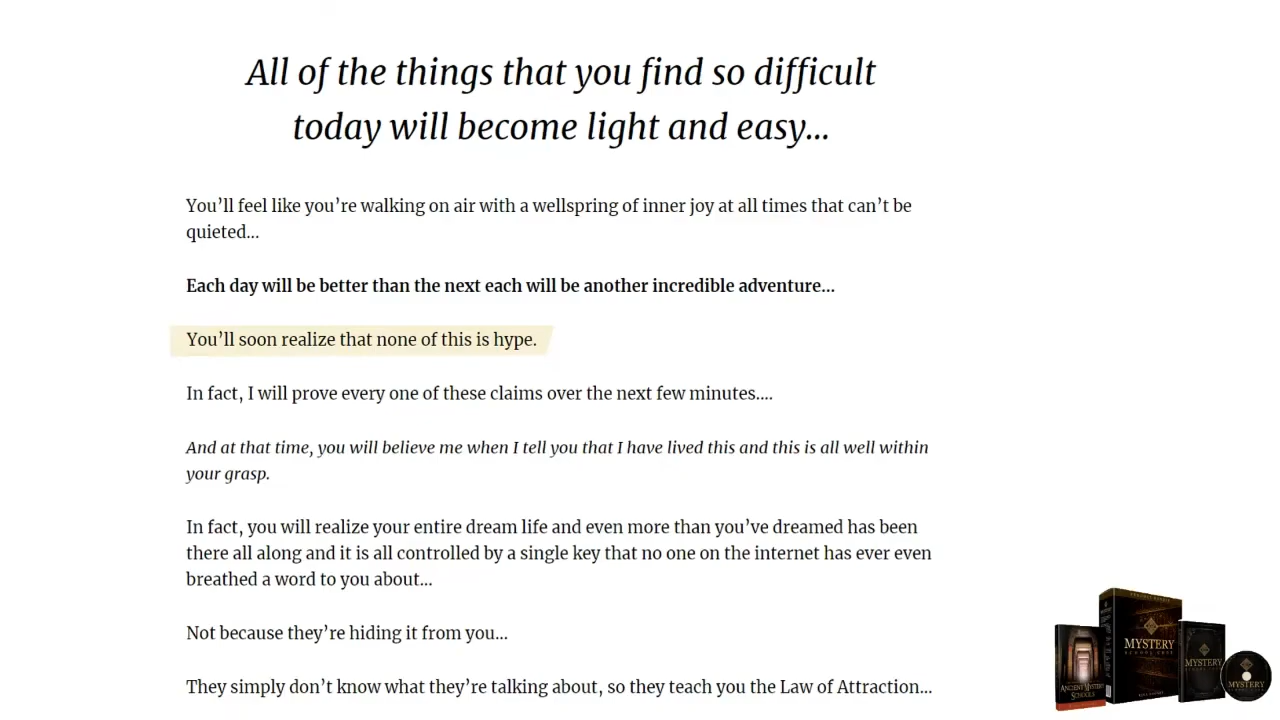 All of the things that you find so difficult
today will become light and easy...
You'll feel like you're walking on air with a wellspring of inner joy at all times that can't be
quieted...
Each day will be better than the next each will be another incredible adventure...
You'll soon realize that none of this is hype.
In fact, I will prove every one of these claims over the next few minutes....
And at that time, you will believe me when I tell you that I have lived this and this is all well within
your grasp.
In fact, you will realize your entire dream life and even more than you've dreamed has been
there all along and it is all controlled by a single key that no one on the internet has ever even
breathed a word to you about...
Not because they're hiding it from you...
They simply don't know what they're talking about, so they teach you the Law of Attraction...
ANCIENT MYSTERY
SCHOOLS
MYSTERY
SCHOOL CODE
MYSTERY
MYSTERY